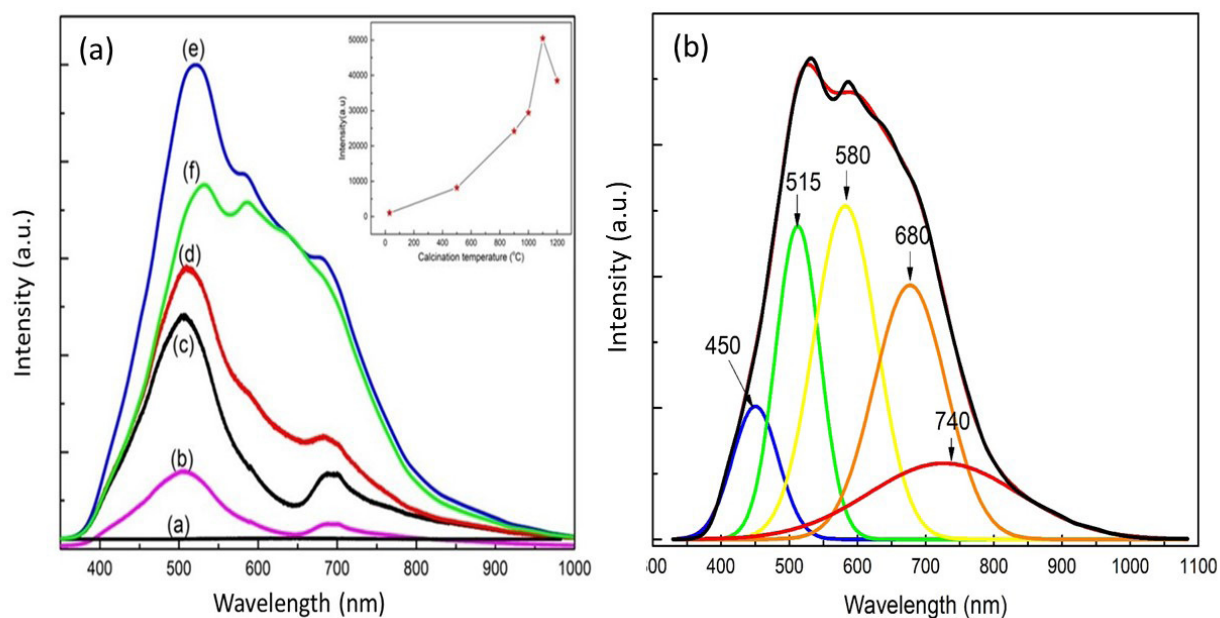 (a)
(e)
(f)
(d)
(c)
(b)
(a)
Intensity (a.u.)
400 500 600 700 800 900 1000
Wavelength (nm)
50000
40000
30000
20000
10000
0
Intensity(a.u)
0 200 400 600 800 1000 1200
Calcination temperature (°C)
(b)
580
515
680
450
740
Intensity (a.u.)
400 500 600 700 800 900 1000 1100
Wavelength (nm)